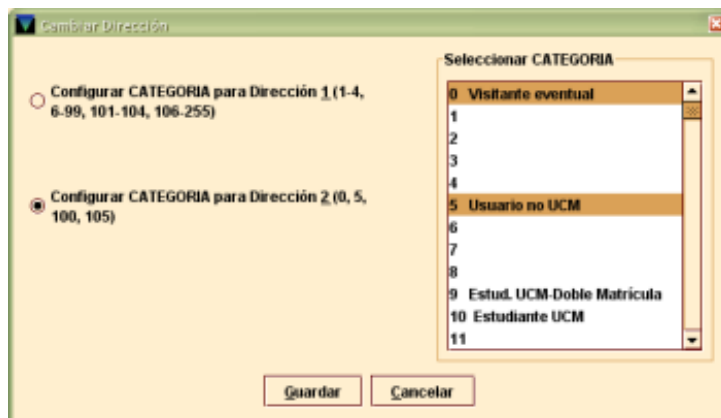 Cambiar Dirección
Configurar CATEGORIA para Dirección 1 (1-4,
6-99, 101-104, 106-255)
Configurar CATEGORIA para Dirección 2 (0, 5,
100, 105)
Seleccionar CATEGORIA
0 Visitante eventual
1
2
3
4
5 Usuario no UCM
6
7
8
9 Estud. UCM-Doble Matrícula
10 Estudiante UCM
11
Guardar
Cancelar